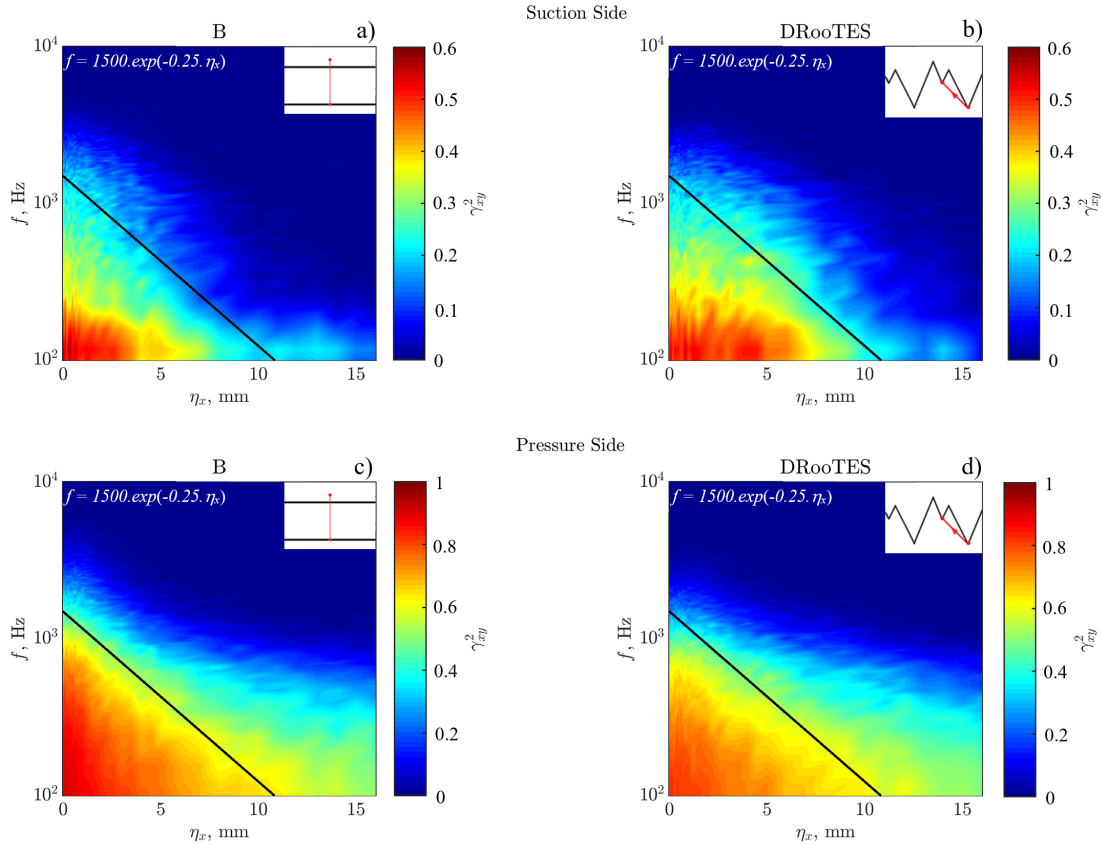 Suction Side
B
a)
f = 1500.exp(-0.25.ηₓ)
10⁴
10³
10²
f, Hz
0
5
10
15
ηₓ, mm
0.6
0.5
0.4
0.3
0.2
0.1
0
γ²ₓᵧ
DRooTES
b)
f = 1500.exp(-0.25.ηₓ)
10⁴
10³
10²
f, Hz
0
5
10
15
ηₓ, mm
0.6
0.5
0.4
0.3
0.2
0.1
0
γ²ₓᵧ
Pressure Side
B
c)
f = 1500.exp(-0.25.ηₓ)
10⁴
10³
10²
f, Hz
0
5
10
15
ηₓ, mm
1
0.8
0.6
0.4
0.2
0
γ²ₓᵧ
DRooTES
d)
f = 1500.exp(-0.25.ηₓ)
10⁴
10³
10²
f, Hz
0
5
10
15
ηₓ, mm
1
0.8
0.6
0.4
0.2
0
γ²ₓᵧ